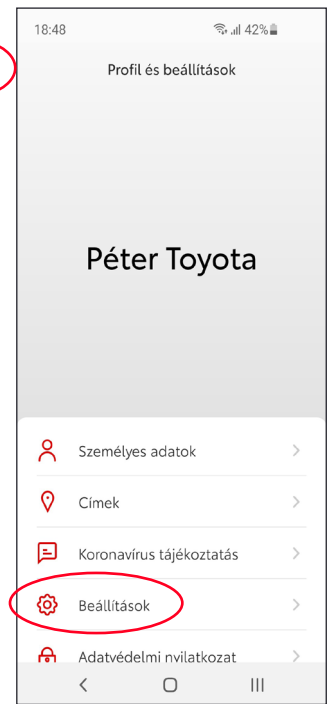 18:48 42%
Profil és beállítások
Péter Toyota
Személyes adatok
Címek
Koronavírus tájékoztatás
Beállítások
Adatvédelmi nyilatkozat